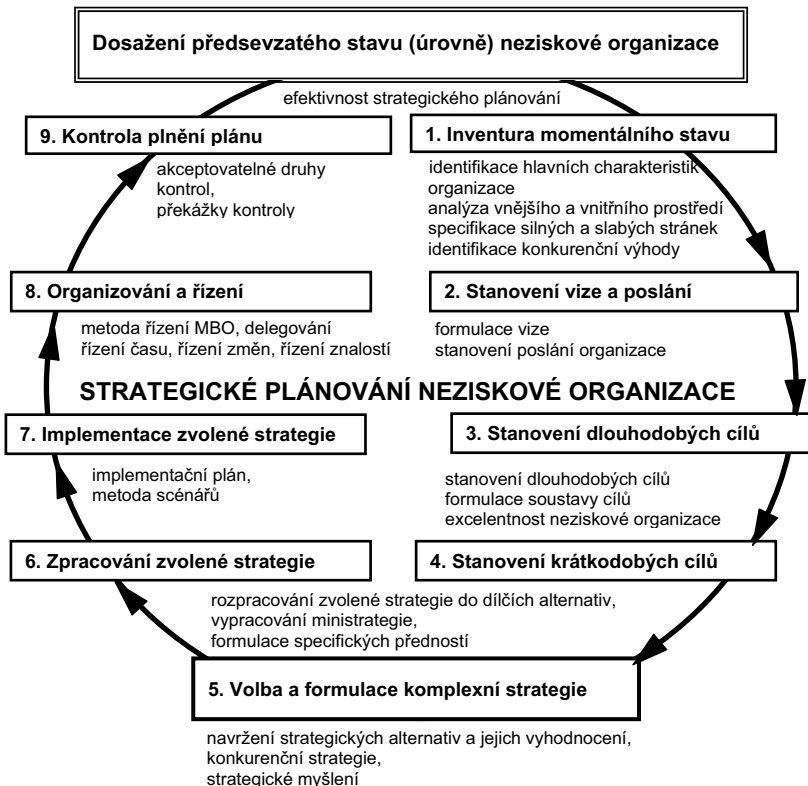 Dosažení předsevzatého stavu (úrovně) neziskové organizace
efektivnost strategického plánování
9. Kontrola plnění plánu
akceptovatelné druhy
kontrol,
překážky kontroly
1. Inventura momentálního stavu
identifikace hlavních charakteristik
organizace
analýza vnějšího a vnitřního prostředí
specifikace silných a slabých stránek
identifikace konkurenční výhody
8. Organizování a řízení
metoda řízení MBO, delegování
řízení času, řízení změn, řízení znalostí
2. Stanovení vize a poslání
formulace vize
stanovení poslání organizace
STRATEGICKÉ PLÁNOVÁNÍ NEZISKOVÉ ORGANIZACE
7. Implementace zvolené strategie
implementační plán,
metoda scénářů
3. Stanovení dlouhodobých cílů
stanovení dlouhodobých cílů
formulace soustavy cílů
excelentnost neziskové organizace
6. Zpracování zvolené strategie
4. Stanovení krátkodobých cílů
rozpracování zvolené strategie do dílčích alternativ,
vypracování ministrategie,
formulace specifických předností
5. Volba a formulace komplexní strategie
navržení strategických alternativ a jejich vyhodnocení,
konkurenční strategie,
strategické myšlení